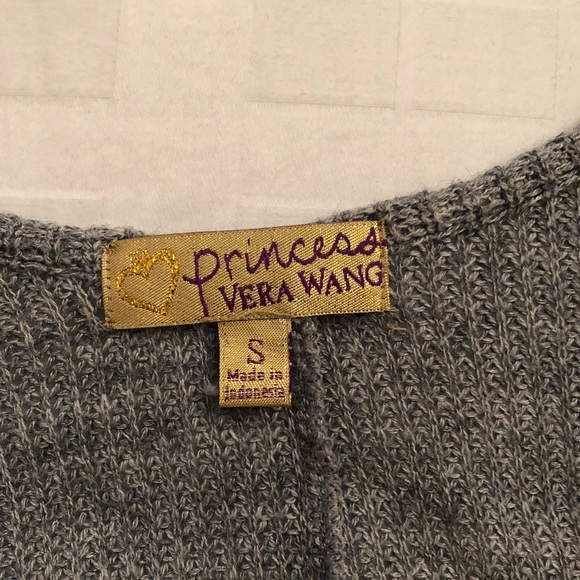 princess
VERA WANG
S
Made in
Indonesia